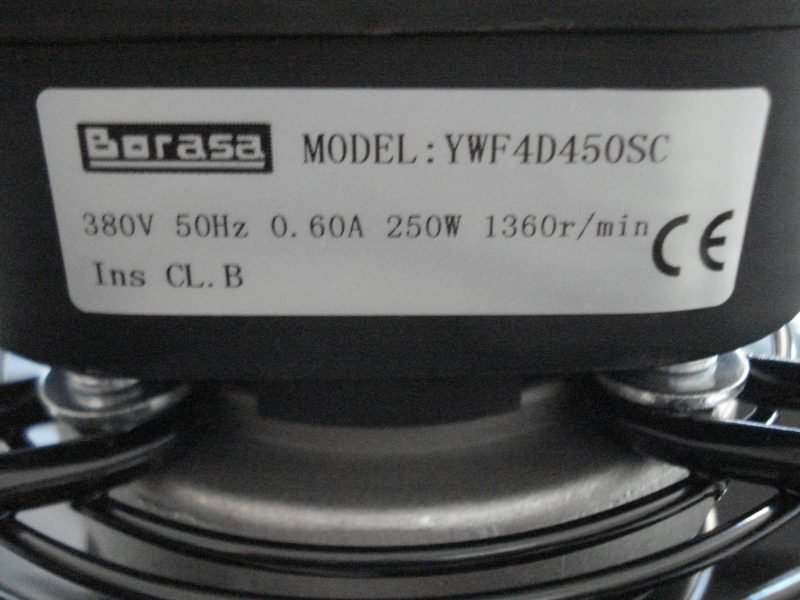 Borasa MODEL:YWF4D450SC
380V 50Hz 0.60A 250W 1360r/min CE
Ins CL.B